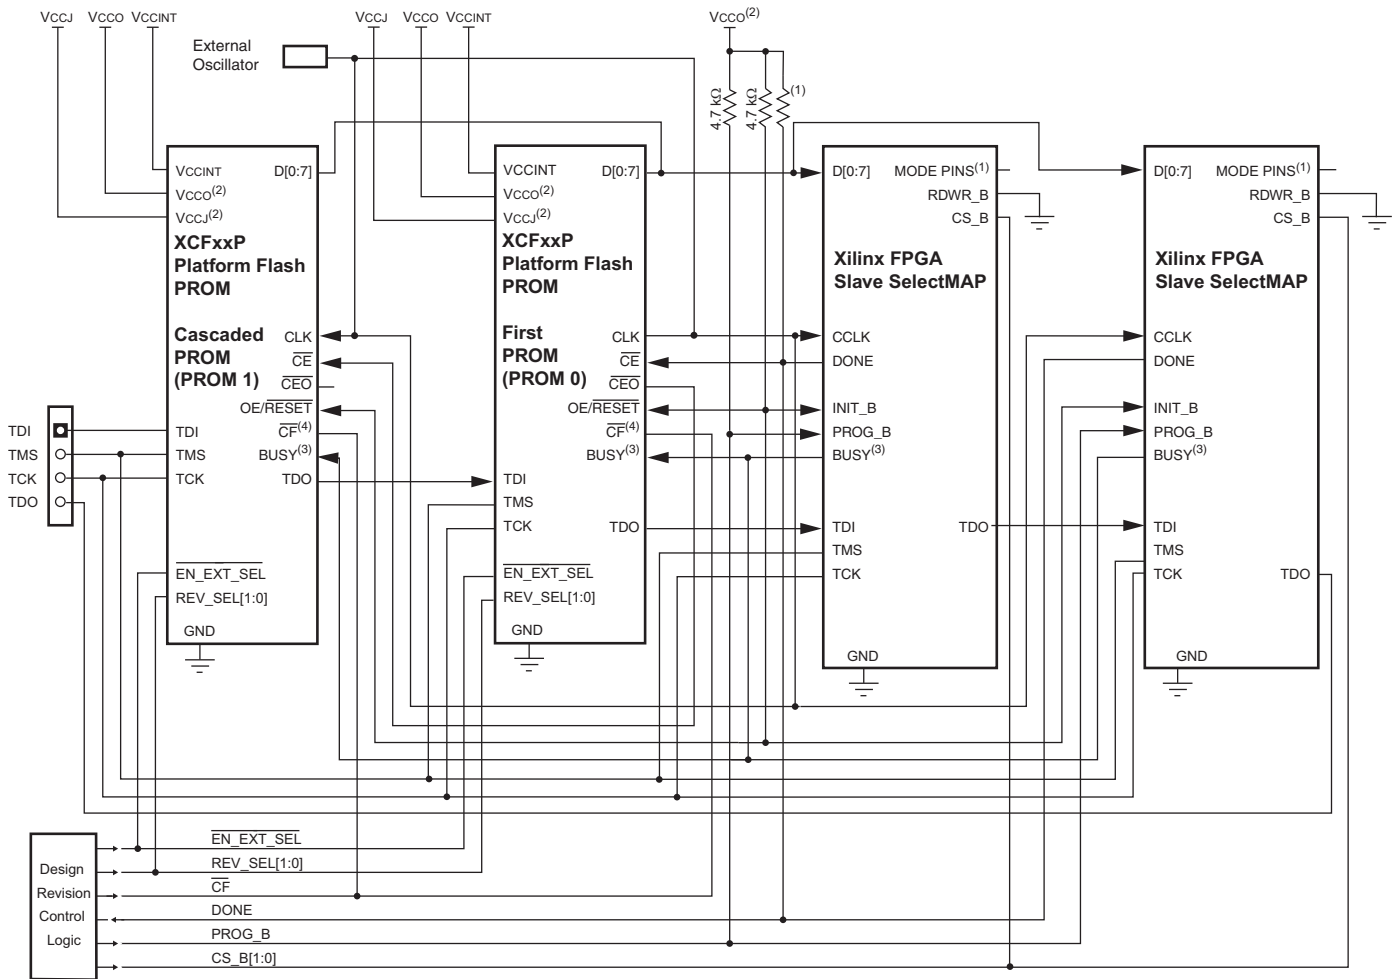 VCCJ VCCO VCCINT
VCCJ VCCO VCCINT
VCCO(2)
External
Oscillator
4.7 kΩ
4.7 kΩ
(1)
VCCINT
VCCO(2)
VCCJ(2)
D[0:7]
XCFxxP
Platform Flash
PROM
Cascaded
PROM
(PROM 1)
CLK
CE
CEO
OE/RESET
CF(4)
BUSY(3)
TDO
TDI
TMS
TCK
EN_EXT_SEL
REV_SEL[1:0]
GND
VCCINT
VCCO(2)
VCCJ(2)
D[0:7]
XCFxxP
Platform Flash
PROM
First
PROM
(PROM 0)
CLK
CE
CEO
OE/RESET
CF(4)
BUSY(3)
TDI
TMS
TCK
TDO
EN_EXT_SEL
REV_SEL[1:0]
GND
D[0:7]
MODE PINS(1)
RDWR_B
CS_B
Xilinx FPGA
Slave SelectMAP
CCLK
DONE
INIT_B
PROG_B
BUSY(3)
TDI
TMS
TCK
TDO
GND
D[0:7]
MODE PINS(1)
RDWR_B
CS_B
Xilinx FPGA
Slave SelectMAP
CCLK
DONE
INIT_B
PROG_B
BUSY(3)
TDI
TMS
TCK
TDO
GND
TDI
TMS
TCK
TDO
Design
Revision
Control
Logic
EN_EXT_SEL
REV_SEL[1:0]
CF
DONE
PROG_B
CS_B[1:0]